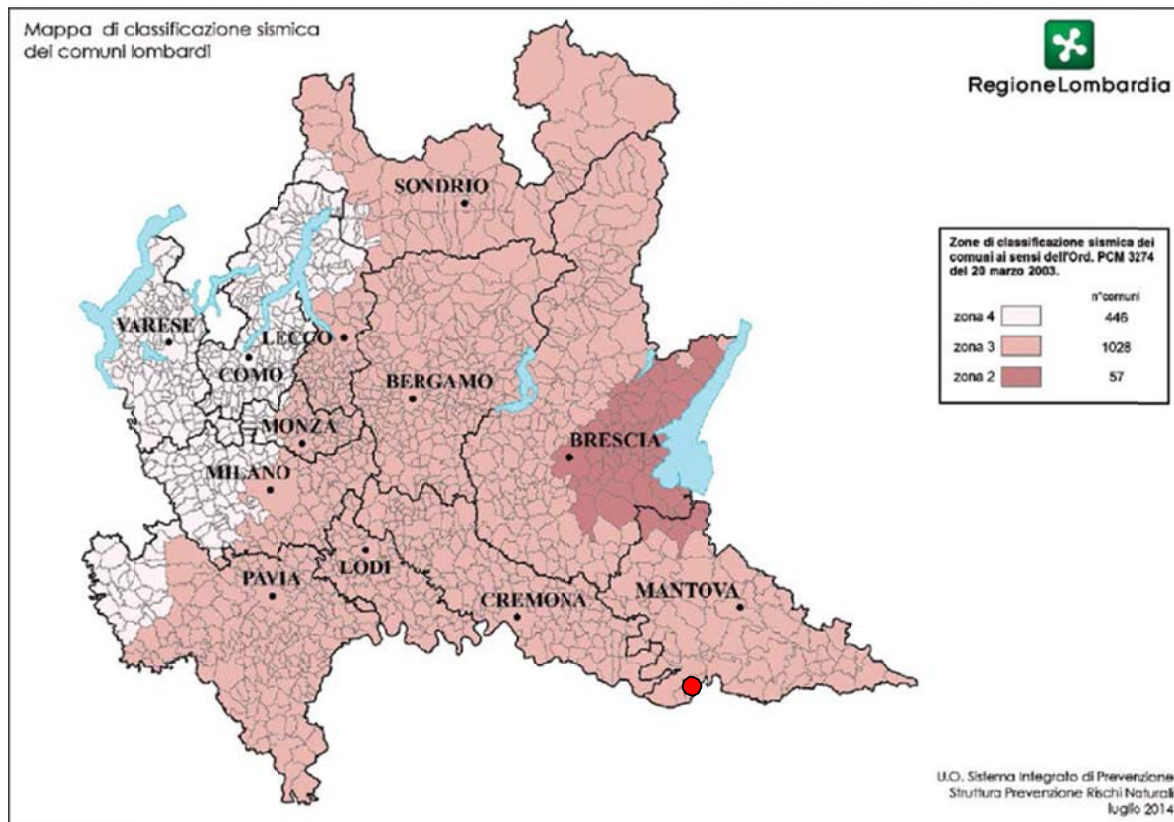 Mappa di classificazione sismica
dei comuni lombardi
RegioneLombardia
SONDRIO
VARESE
LECCO
COMO
BERGAMO
MONZA
BRESCIA
MILANO
PAVIA
LODI
CREMONA
MANTOVA
Zone di classificazione sismica dei
comuni ai sensi dell'Ord. PCM 3274
del 20 marzo 2003.
n°comuni
zona 4 446
zona 3 1028
zona 2 57
U.O. Sistema Integrato di Prevenzione
Struttura Prevenzione Rischi Naturali
luglio 2014